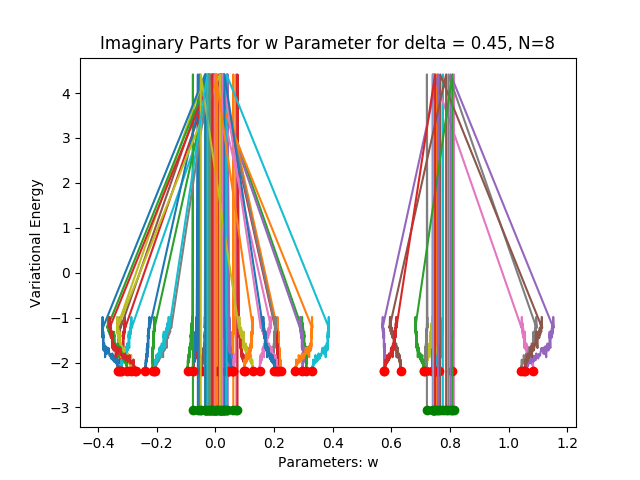 Imaginary Parts for w Parameter for delta = 0.45, N=8
Variational Energy
4
3
2
1
0
−1
−2
−3
−0.4 −0.2 0.0 0.2 0.4 0.6 0.8 1.0 1.2
Parameters: w